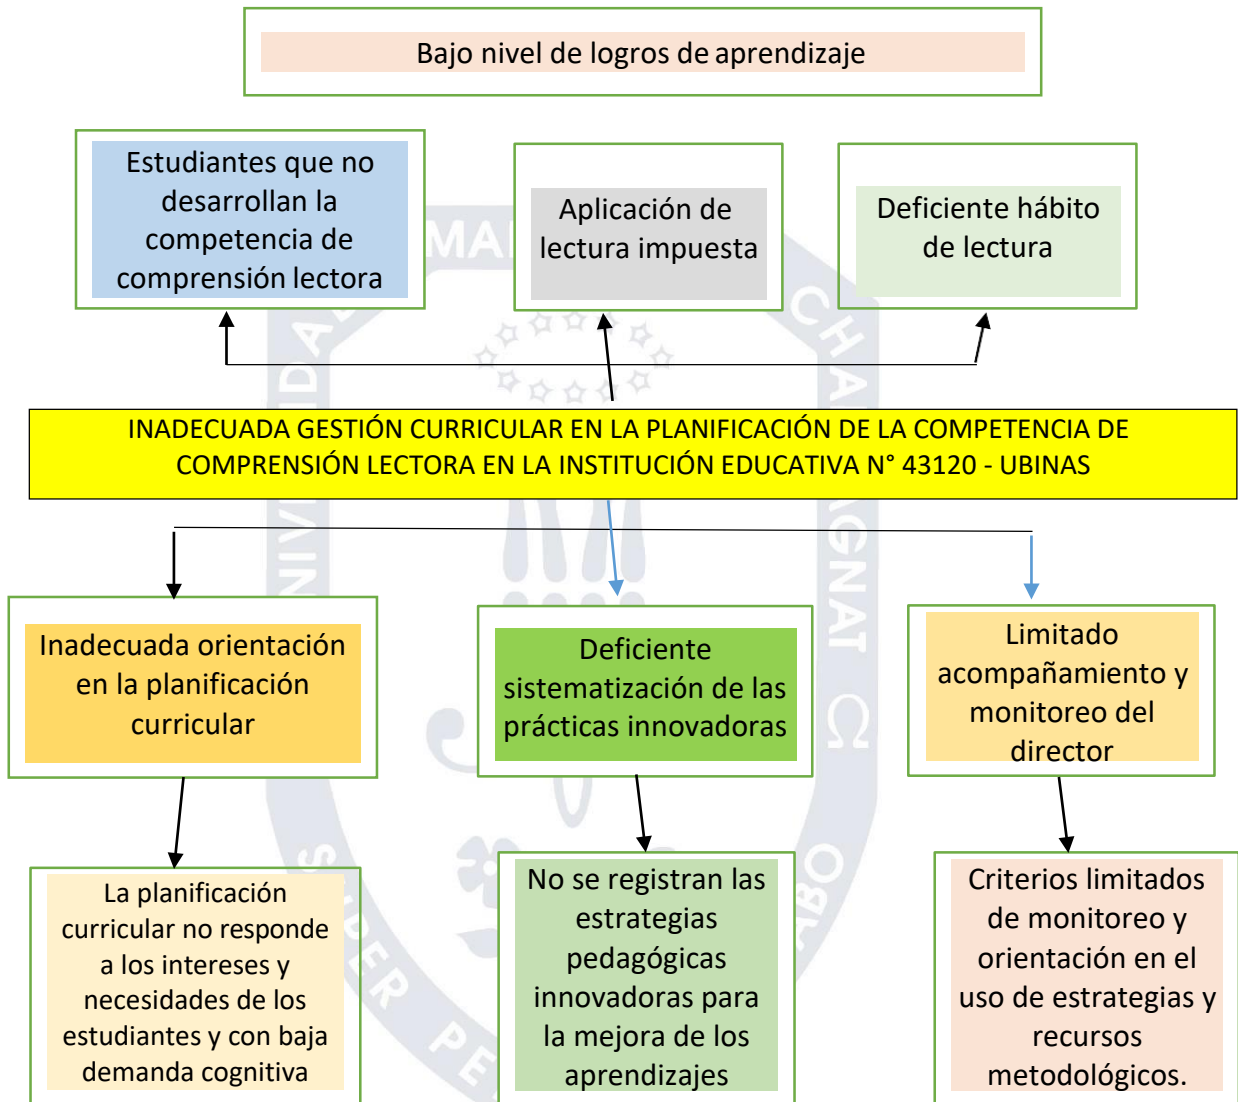 Bajo nivel de logros de aprendizaje
Estudiantes que no
desarrollan la
competencia de
comprensión lectora
Aplicación de
lectura impuesta
Deficiente hábito
de lectura
INADECUADA GESTIÓN CURRICULAR EN LA PLANIFICACIÓN DE LA COMPETENCIA DE
COMPRENSIÓN LECTORA EN LA INSTITUCIÓN EDUCATIVA N° 43120 - UBINAS
Inadecuada orientación
en la planificación
curricular
Deficiente
sistematización de las
prácticas innovadoras
Limitado
acompañamiento y
monitoreo del
director
La planificación
curricular no responde
a los intereses y
necesidades de los
estudiantes y con baja
demanda cognitiva
No se registran las
estrategias
pedagógicas
innovadoras para
la mejora de los
aprendizajes
Criterios limitados
de monitoreo y
orientación en el
uso de estrategias y
recursos
metodológicos.